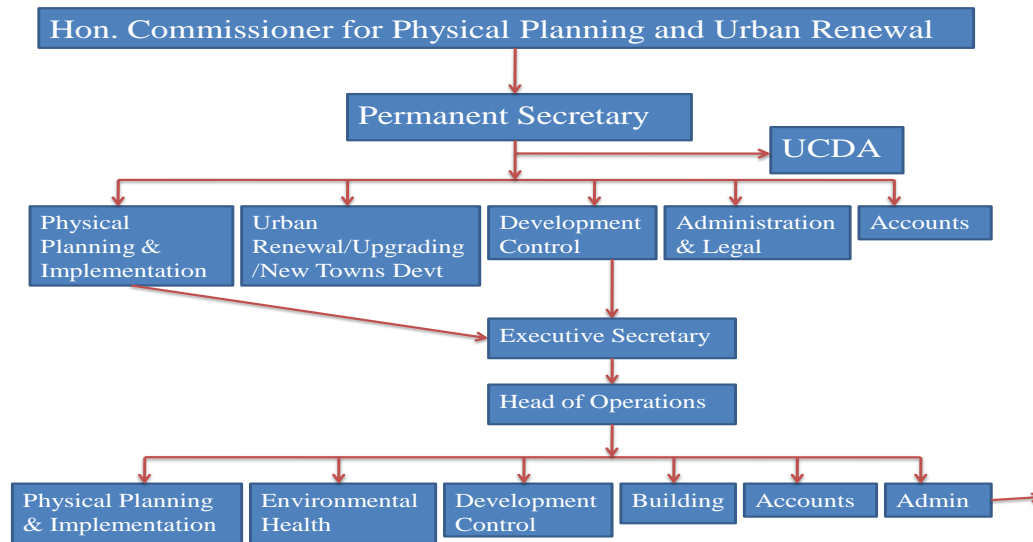 Hon. Commissioner for Physical Planning and Urban Renewal
Permanent Secretary
UCDA
Physical
Planning &
Implementation
Urban
Renewal/Upgrading
/New Towns Devt
Development
Control
Administration
& Legal
Accounts
Executive Secretary
Head of Operations
Physical Planning
& Implementation
Environmental
Health
Development
Control
Building
Accounts
Admin